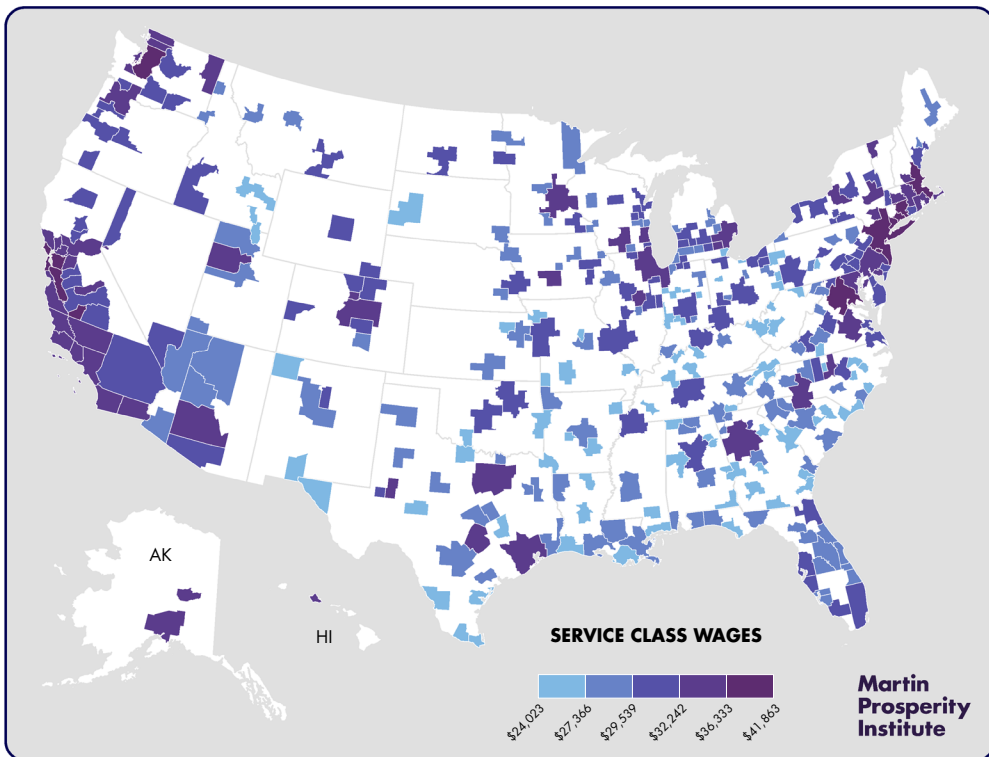 AK
HI
SERVICE CLASS WAGES
$24,023
$27,366
$29,539
$32,242
$36,333
$41,863
Martin
Prosperity
Institute